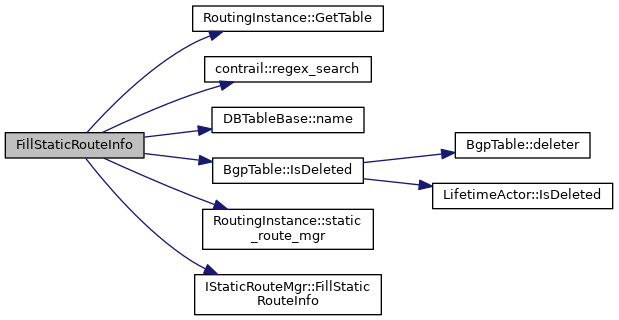 RoutingInstance::GetTable
contrail::regex_search
DBTableBase::name
FillStaticRouteInfo
BgpTable::IsDeleted
BgpTable::deleter
LifetimeActor::IsDeleted
RoutingInstance::static
_route_mgr
IStaticRouteMgr::FillStatic
RouteInfo